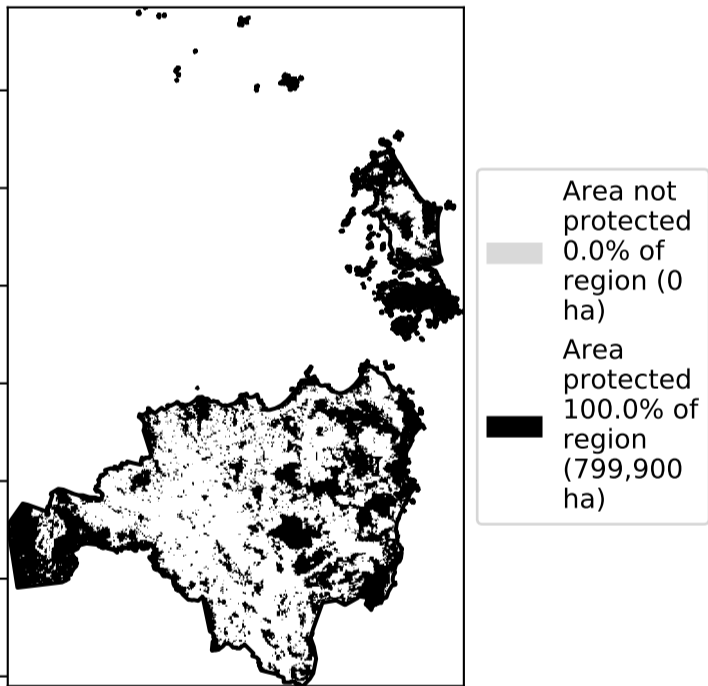 Area not
protected
0.0% of
region (0
ha)
Area
protected
100.0% of
region
(799,900
ha)